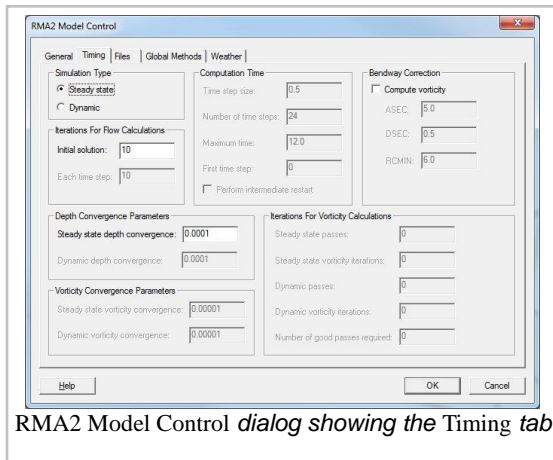 RMA2 Model Control
General Timing Files Global Methods Weather
Simulation Type
Steady state
Dynamic
Iterations For Flow Calculations
Initial solution: 10
Each time step: 10
Computation Time
Time step size: 0.5
Number of time steps: 24
Maximum time: 12.0
First time step: 0
Perform intermediate restart
Bendway Correction
Compute vorticity
ASEC: 5.0
DSEC: 0.5
RCMIN: 6.0
Depth Convergence Parameters
Steady state depth convergence: 0.0001
Dynamic depth convergence: 0.0001
Vorticity Convergence Parameters
Steady state vorticity convergence: 0.00001
Dynamic vorticity convergence: 0.00001
Iterations For Vorticity Calculations
Steady state passes: 0
Steady state vorticity iterations: 0
Dynamic passes: 0
Dynamic vorticity iterations: 0
Number of good passes required: 0
Help OK Cancel
RMA2 Model Control dialog showing the Timing tab